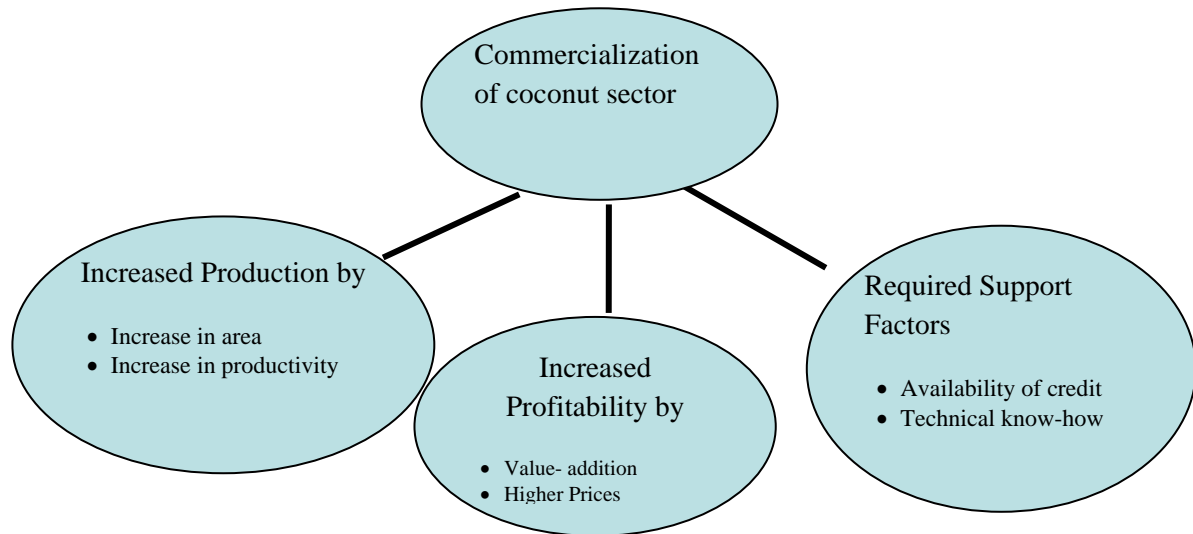 Commercialization
of coconut sector
Increased Production by
• Increase in area
• Increase in productivity
Increased
Profitability by
• Value- addition
• Higher Prices
Required Support
Factors
• Availability of credit
• Technical know-how